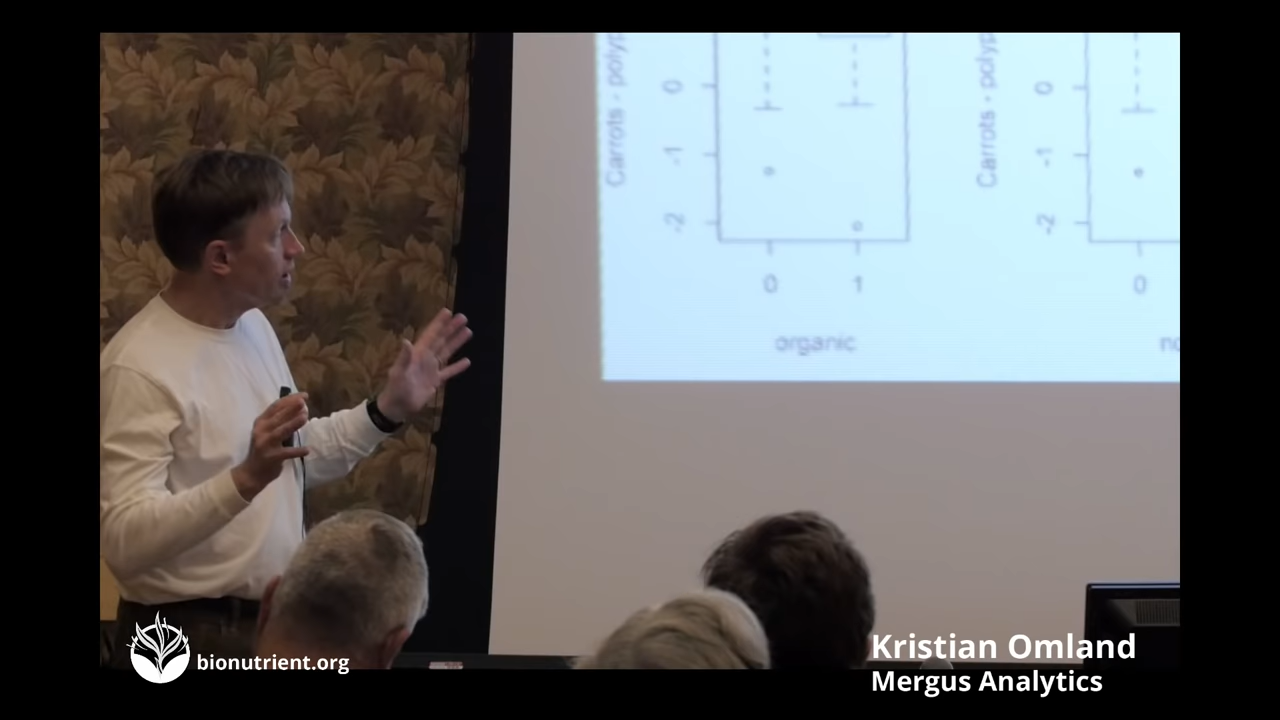 Carrots - polyp
0
-1
-2
0 1
organic
Carrots - polyp
0
-1
-2
0
no
bionutrient.org
Kristian Omland
Mergus Analytics